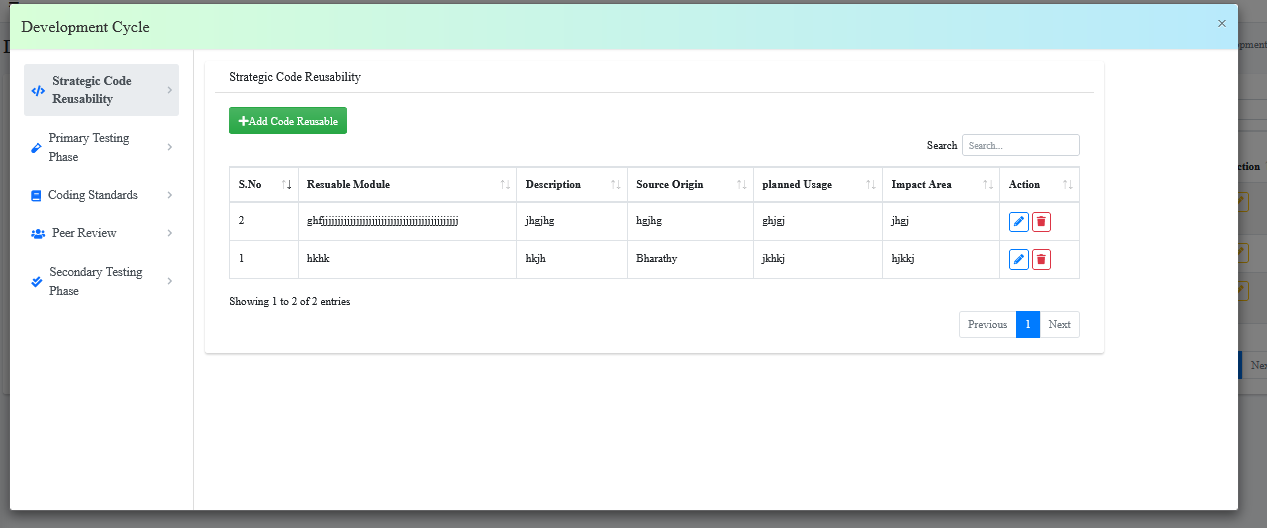 Development Cycle
×
Strategic Code
Reusability
Primary Testing
Phase
Coding Standards
Peer Review
Secondary Testing
Phase
Strategic Code Reusability
+Add Code Reusable
Search Search...
S.No Resuable Module Description Source Origin planned Usage Impact Area Action
2 jhgjhg hgjhg ghjgj jhgj
1 hkhk hkjh Bharathy jkhkj hjkkj
Showing 1 to 2 of 2 entries
Previous 1 Next